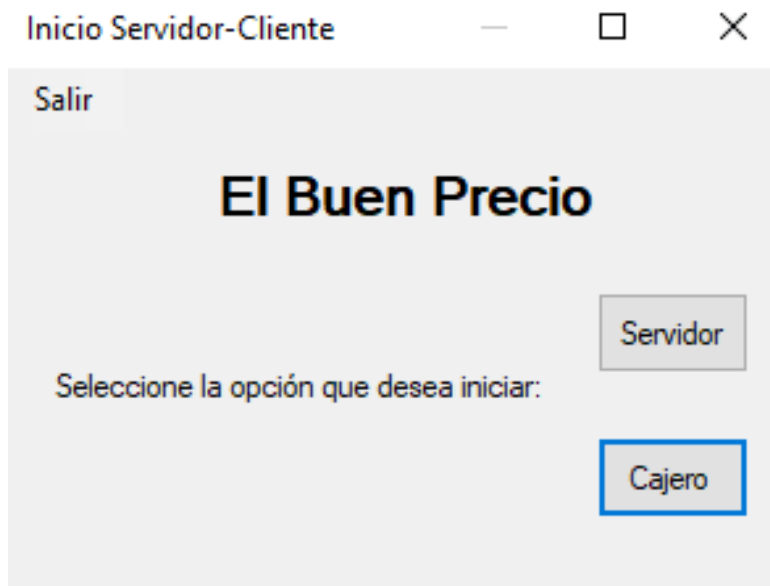 Inicio Servidor-Cliente
Salir
El Buen Precio
Servidor
Seleccione la opción que desea iniciar:
Cajero